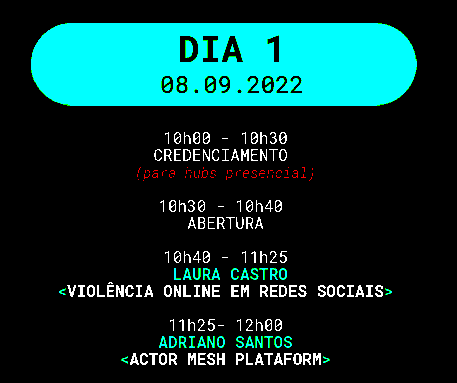 DIA 1
08.09.2022
10h00 - 10h30
CREDENCIAMENTO
(para hubs presencial)
10h30 - 10h40
ABERTURA
10h40 - 11h25
LAURA CASTRO
<VIOLÊNCIA ONLINE EM REDES SOCIAIS>
11h25- 12h00
ADRIANO SANTOS
<ACTOR MESH PLATAFORM>